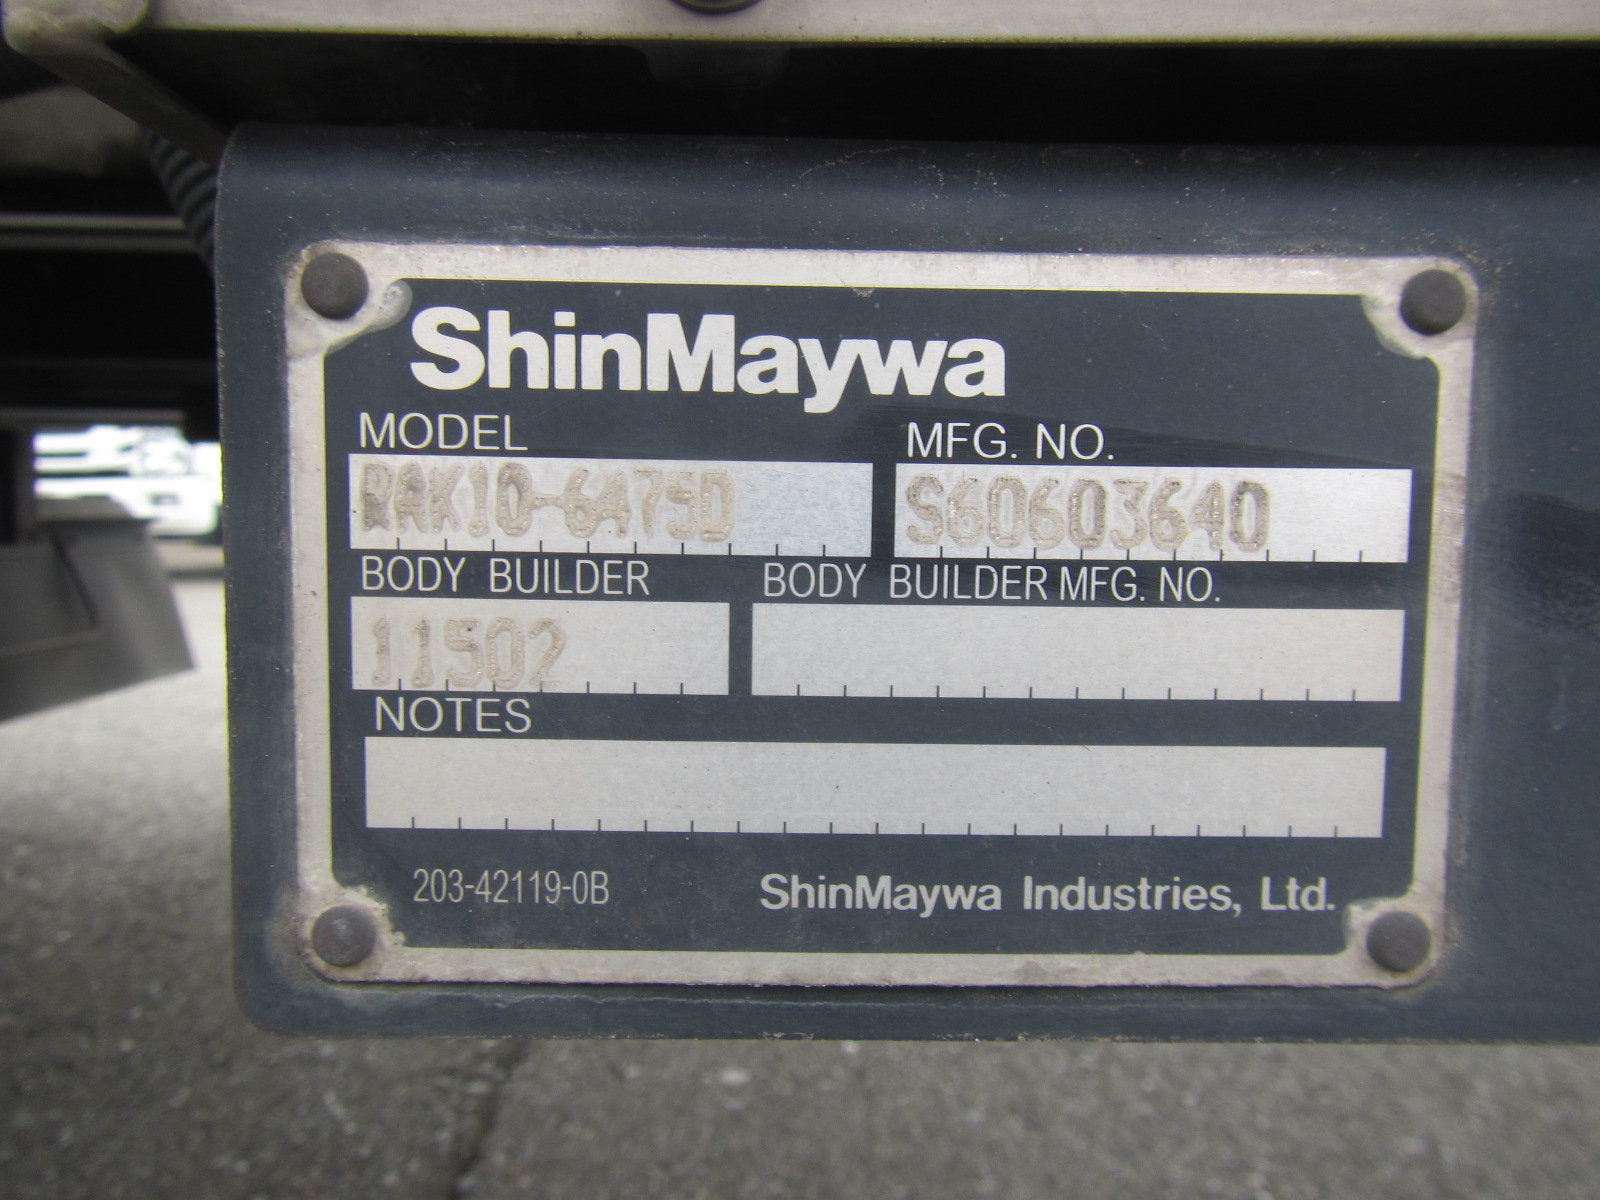 ShinMaywa
MODEL MFG. NO.
RAK10-6475D S60603640
BODY BUILDER BODY BUILDER MFG. NO.
11502
NOTES
203-42119-0B ShinMaywa Industries, Ltd.